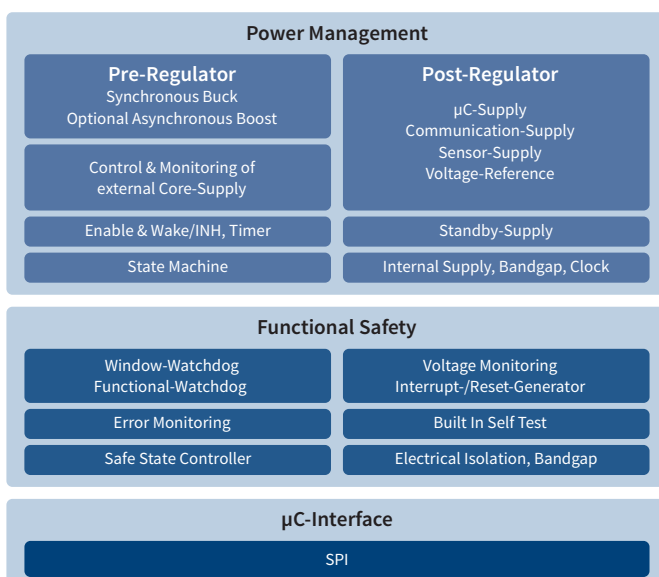 Power Management
Pre-Regulator
Synchronous Buck
Optional Asynchronous Boost
Control & Monitoring of
external Core-Supply
Enable & Wake/INH, Timer
State Machine
Post-Regulator
µC-Supply
Communication-Supply
Sensor-Supply
Voltage-Reference
Standby-Supply
Internal Supply, Bandgap, Clock
Functional Safety
Window-Watchdog
Functional-Watchdog
Error Monitoring
Safe State Controller
Voltage Monitoring
Interrupt-/Reset-Generator
Built In Self Test
Electrical Isolation, Bandgap
µC-Interface
SPI